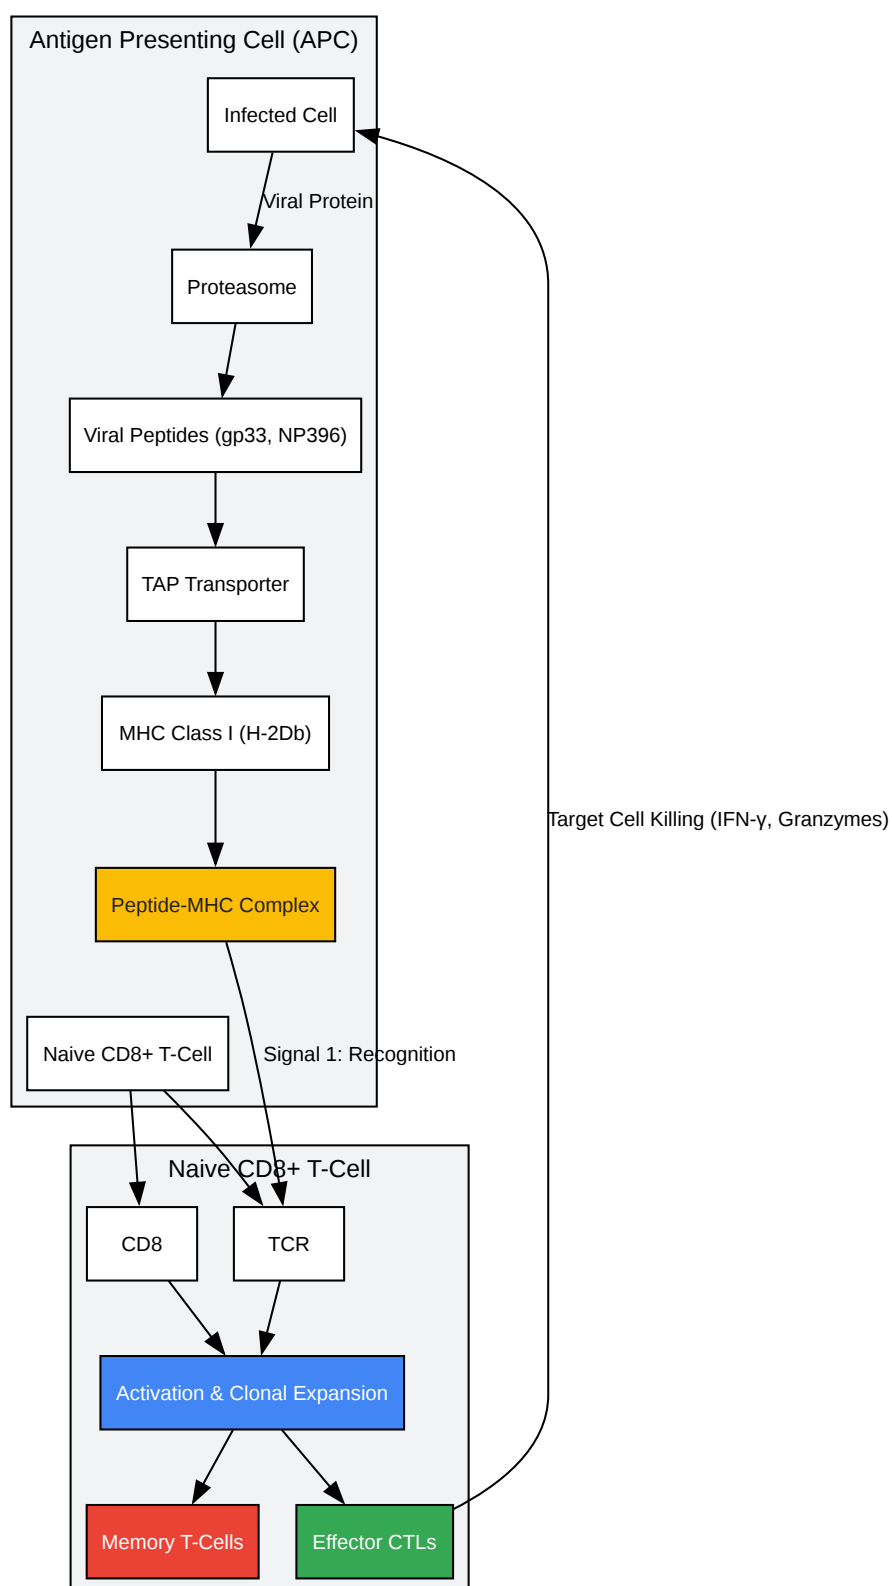 Antigen Presenting Cell (APC)
Infected Cell
Viral Protein
Proteasome
Viral Peptides (gp33, NP396)
TAP Transporter
MHC Class I (H-2Db)
Target Cell Killing (IFN-γ, Granzymes)
Peptide-MHC Complex
Naive CD8+ T-Cell
Signal 1: Recognition
Naive CD8+ T-Cell
CD8
TCR
Activation & Clonal Expansion
Memory T-Cells
Effector CTLs